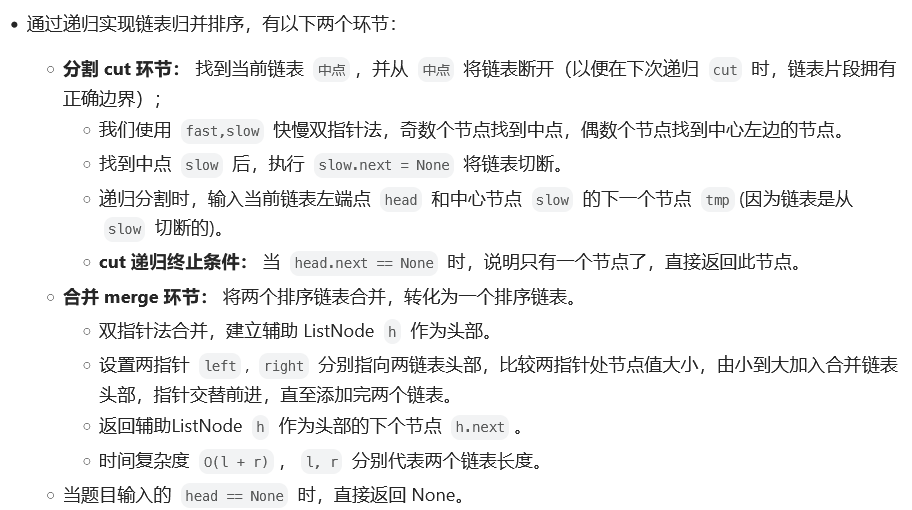 通过递归实现链表归并排序，有以下两个环节：
分割 cut 环节： 找到当前链表 中点 ，并从 中点 将链表断开（以便在下次递归 cut 时，链表片段拥有
正确边界）；
我们使用 fast,slow 快慢双指针法，奇数个节点找到中点，偶数个节点找到中心左边的节点。
找到中点 slow 后，执行 slow.next = None 将链表切断。
递归分割时，输入当前链表左端点 head 和中心节点 slow 的下一个节点 tmp (因为链表是从
slow 切断的)。
cut 递归终止条件： 当 head.next == None 时，说明只有一个节点了，直接返回此节点。
合并 merge 环节： 将两个排序链表合并，转化为一个排序链表。
双指针法合并，建立辅助 ListNode h 作为头部。
设置两指针 left , right 分别指向两链表头部，比较两指针处节点值大小，由小到大加入合并链表
头部，指针交替前进，直至添加完两个链表。
返回辅助ListNode h 作为头部的下个节点 h.next 。
时间复杂度 O(l + r) ， l, r 分别代表两个链表长度。
当题目输入的 head == None 时，直接返回 None。